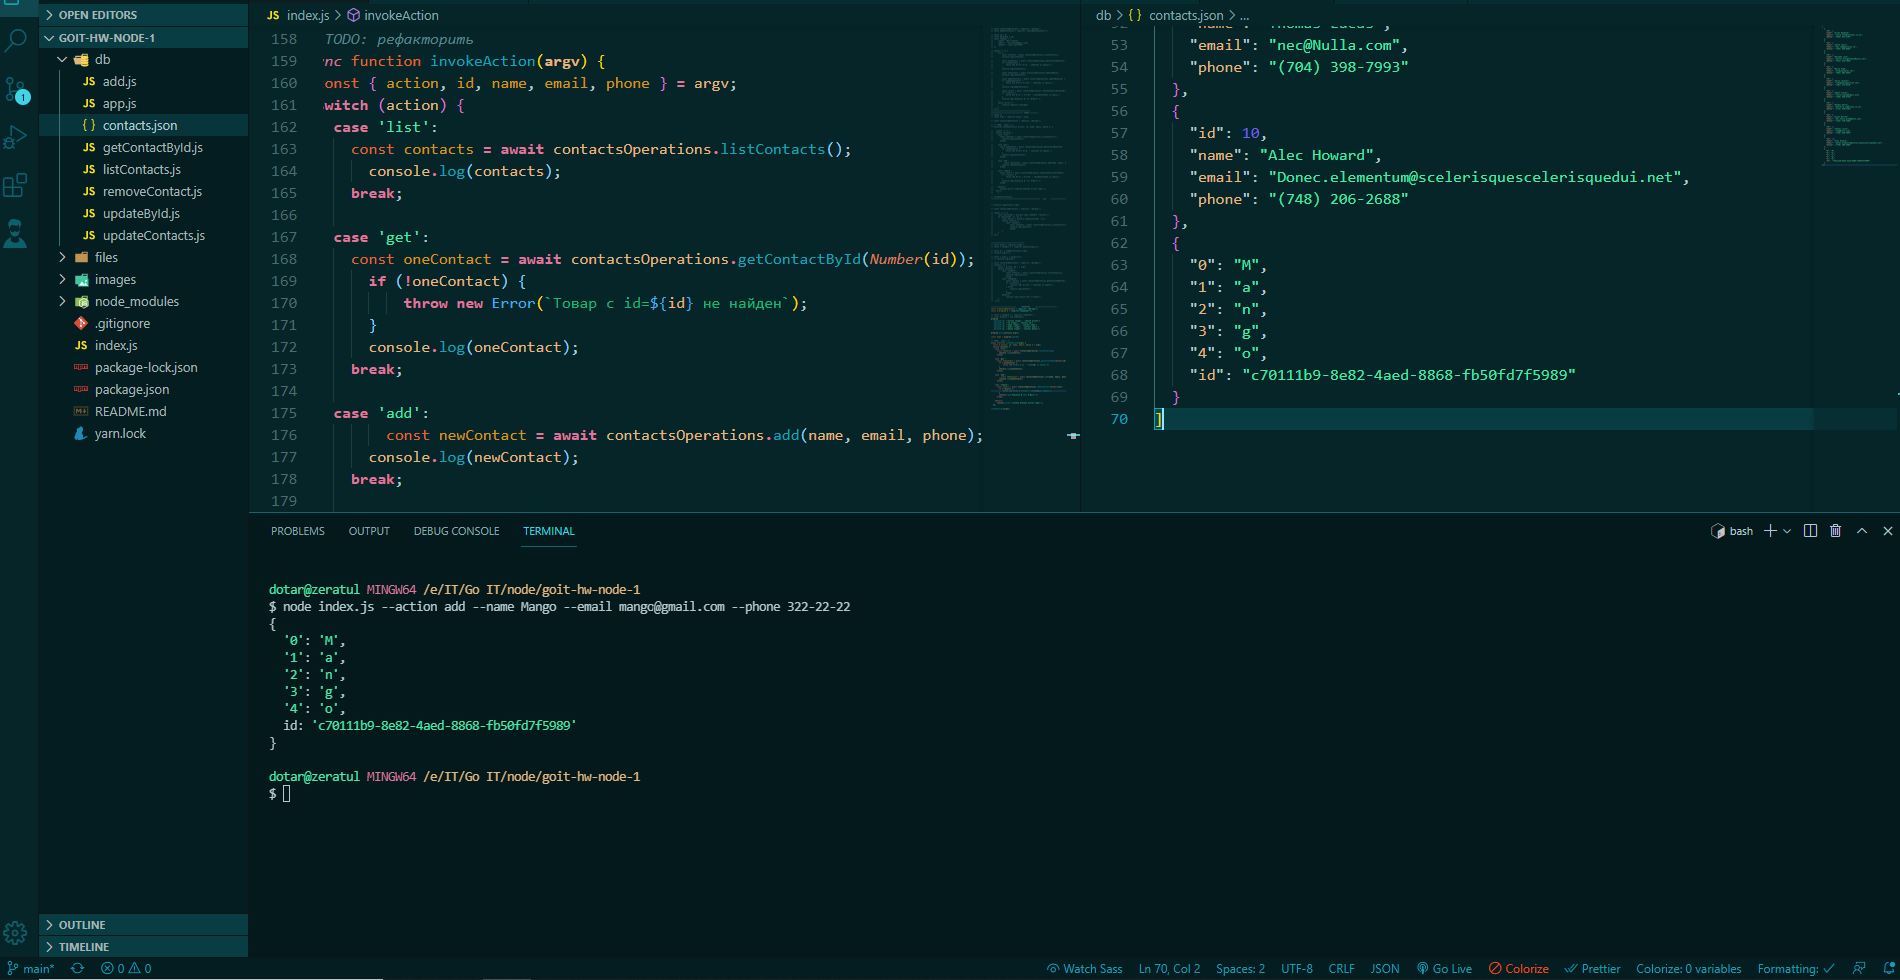 OPEN EDITORS
GOIT-HW-NODE-1
db
JS add.js
JS app.js
{ } contacts.json
JS getContactById.js
JS listContacts.js
JS removeContact.js
JS updateById.js
JS updateContacts.js
files
images
node_modules
.gitignore
JS index.js
package-lock.json
package.json
README.md
yarn.lock
OUTLINE
TIMELINE
1
JS index.js > invokeAction
158 TODO: рефакторить
159 nc function invokeAction(argv) {
160 onst { action, id, name, email, phone } = argv;
161 witch (action) {
162 case 'list':
163 const contacts = await contactsOperations.listContacts();
164 console.log(contacts);
165 break;
166
167 case 'get':
168 const oneContact = await contactsOperations.getContactById(Number(id));
169 if (!oneContact) {
170 throw new Error(`Товар с id=${id} не найден`);
171 }
172 console.log(oneContact);
173 break;
174
175 case 'add':
176 const newContact = await contactsOperations.add(name, email, phone);
177 console.log(newContact);
178 break;
179
db > { } contacts.json > ...
53 "email": "nec@Nulla.com",
54 "phone": "(704) 398-7993"
55 },
56 {
57 "id": 10,
58 "name": "Alec Howard",
59 "email": "Donec.elementum@scelerisquescelerisquedui.net",
60 "phone": "(748) 206-2688"
61 },
62 {
63 "0": "M",
64 "1": "a",
65 "2": "n",
66 "3": "g",
67 "4": "o",
68 "id": "c70111b9-8e82-4aed-8868-fb50fd7f5989"
69 }
70 ]
PROBLEMS OUTPUT DEBUG CONSOLE TERMINAL
bash
dotar@zeratul MINGW64 /e/IT/Go IT/node/goit-hw-node-1
$ node index.js --action add --name Mango --email mango@gmail.com --phone 322-22-22
{
'0': 'M',
'1': 'a',
'2': 'n',
'3': 'g',
'4': 'o',
id: 'c70111b9-8e82-4aed-8868-fb50fd7f5989'
}
dotar@zeratul MINGW64 /e/IT/Go IT/node/goit-hw-node-1
$
main* 0 0 Watch Sass Ln 70, Col 2 Spaces: 2 UTF-8 CRLF JSON Go Live Colorize Prettier Colorize: 0 variables Formatting: ✓